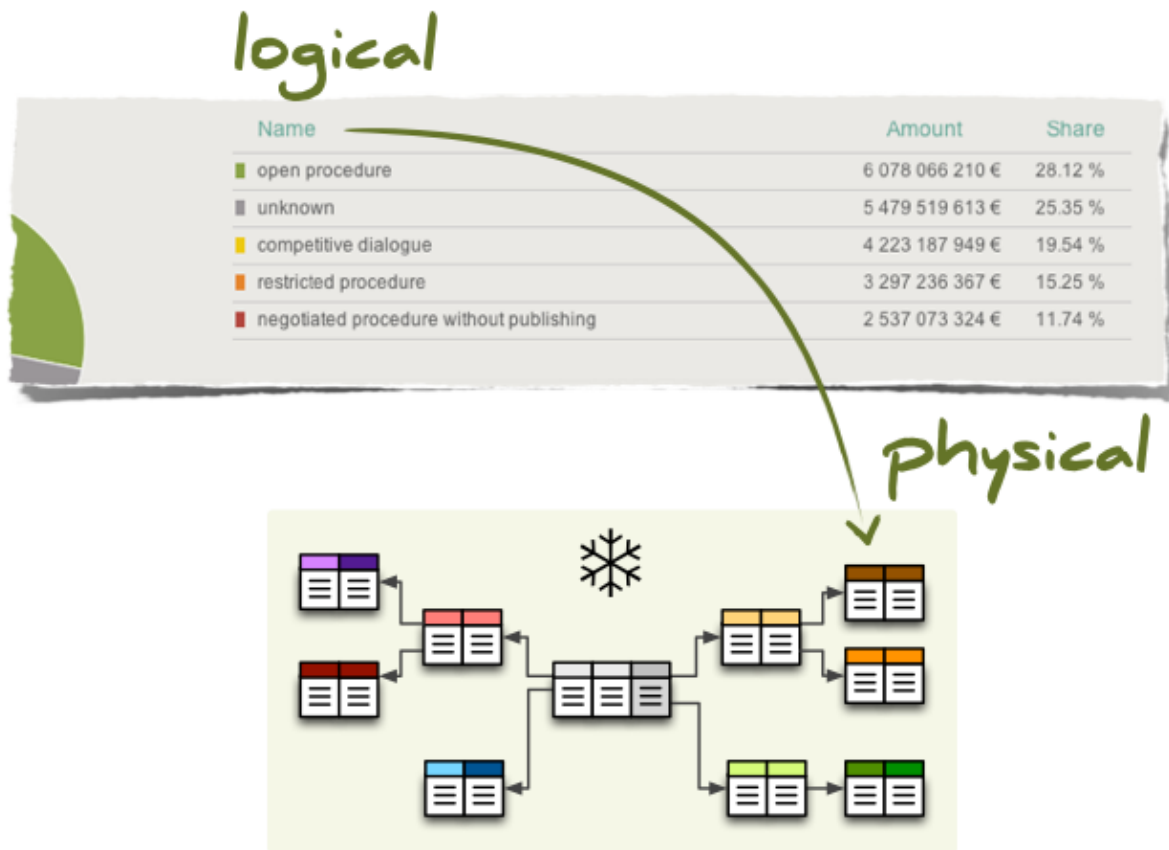 logical
Name Amount Share
open procedure 6 078 066 210 € 28.12 %
unknown 5 479 519 613 € 25.35 %
competitive dialogue 4 223 187 949 € 19.54 %
restricted procedure 3 297 236 367 € 15.25 %
negotiated procedure without publishing 2 537 073 324 € 11.74 %
physical